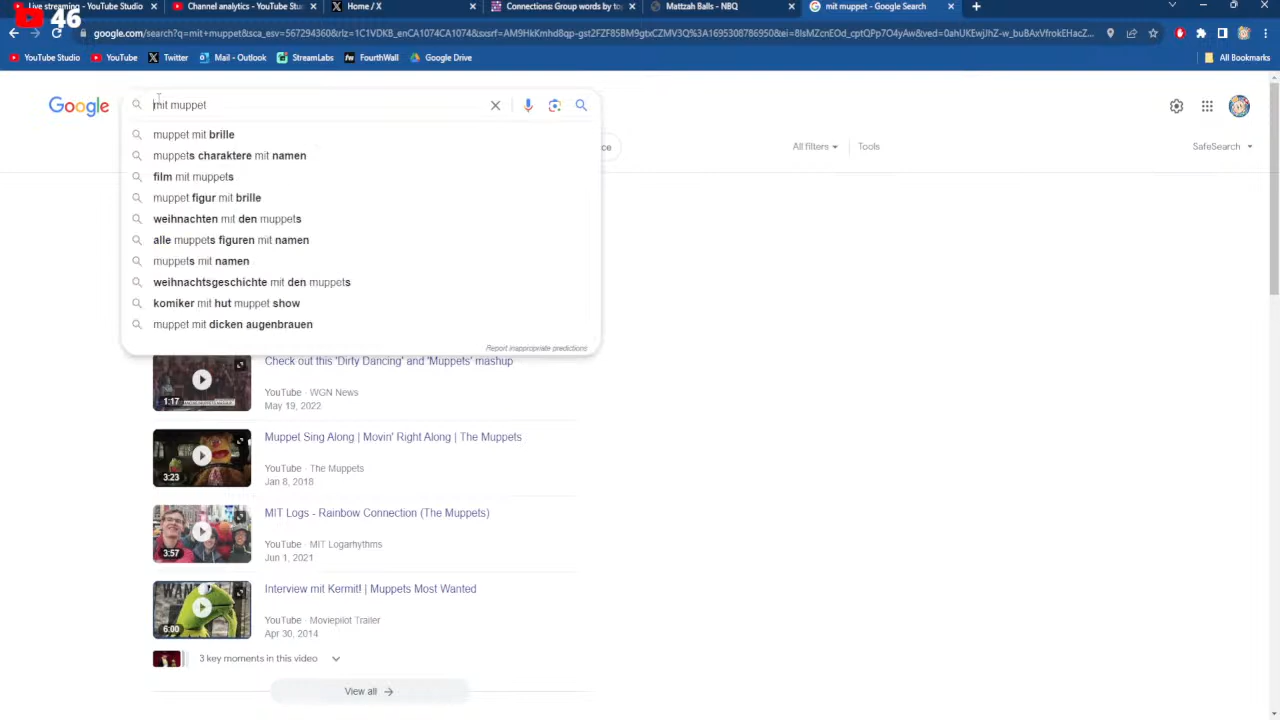 46
Live Streaming - YouTube Studio
Channel analytics - YouTube Stu
Home / X
Connections Group words by to
Mattzah Balls - NBQ
mit muppet - Google Search
YouTube Studio
YouTube
Twitter
Mail - Outlook
StreamLabs
FourthWall
Google Drive
All Bookmarks
Google
mit muppet
muppet mit brille
muppets charaktere mit namen
film mit muppets
muppet figur mit brille
weihnachten mit den muppets
alle muppets figuren mit namen
muppets mit namen
weihnachtsgeschichte mit den muppets
komiker mit hut muppet show
muppet mit dicken augenbrauen
Report inappropriate predictions
ce
All filters
Tools
SafeSearch
Check out this 'Dirty Dancing' and 'Muppets' mashup
YouTube · WGN News
May 19, 2022
1:17
Muppet Sing Along | Movin' Right Along | The Muppets
YouTube · The Muppets
Jan 8, 2018
3:23
MIT Logs - Rainbow Connection (The Muppets)
YouTube · MIT Logarhythms
Jun 1, 2021
3:57
Interview mit Kermit! | Muppets Most Wanted
YouTube · Moviepilot Trailer
Apr 30, 2014
6:00
3 key moments in this video
View all